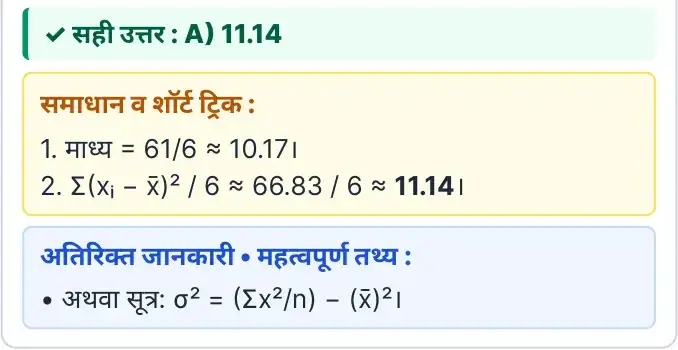 ✓ सही उत्तर : A) 11.14
समाधान व शॉर्ट ट्रिक :
1. माध्य = 61/6 ≈ 10.17।
2. Σ(xᵢ − x̄)² / 6 ≈ 66.83 / 6 ≈ 11.14।
अतिरिक्त जानकारी • महत्वपूर्ण तथ्य :
• अथवा सूत्र: σ² = (Σx²/n) − (x̄)²।